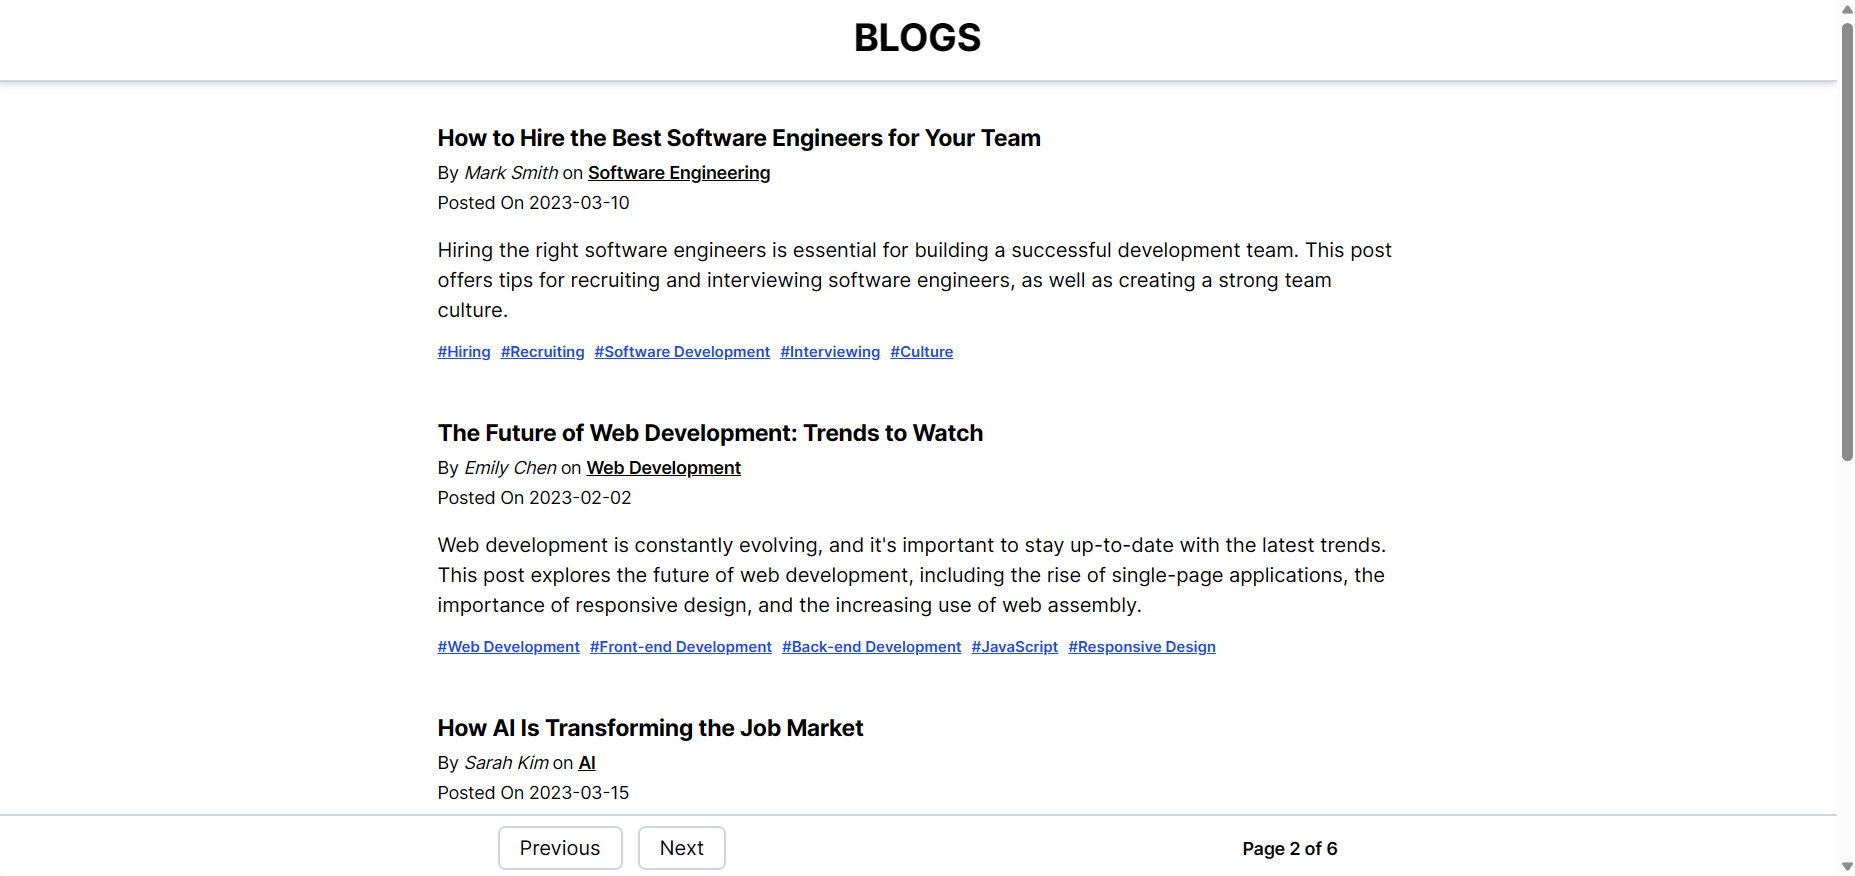 BLOGS
How to Hire the Best Software Engineers for Your Team
By Mark Smith on Software Engineering
Posted On 2023-03-10
Hiring the right software engineers is essential for building a successful development team. This post
offers tips for recruiting and interviewing software engineers, as well as creating a strong team
culture.
#Hiring #Recruiting #Software Development #Interviewing #Culture
The Future of Web Development: Trends to Watch
By Emily Chen on Web Development
Posted On 2023-02-02
Web development is constantly evolving, and it's important to stay up-to-date with the latest trends.
This post explores the future of web development, including the rise of single-page applications, the
importance of responsive design, and the increasing use of web assembly.
#Web Development #Front-end Development #Back-end Development #JavaScript #Responsive Design
How AI Is Transforming the Job Market
By Sarah Kim on AI
Posted On 2023-03-15
Previous Next Page 2 of 6